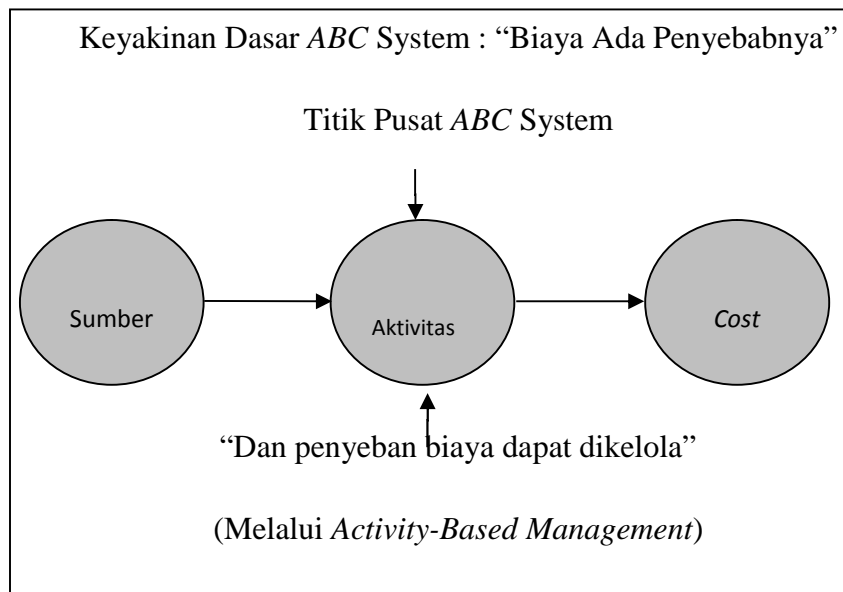 Keyakinan Dasar ABC System : “Biaya Ada Penyebabnya”
Titik Pusat ABC System
Sumber
Aktivitas
Cost
“Dan penyeban biaya dapat dikelola”
(Melalui Activity-Based Management)